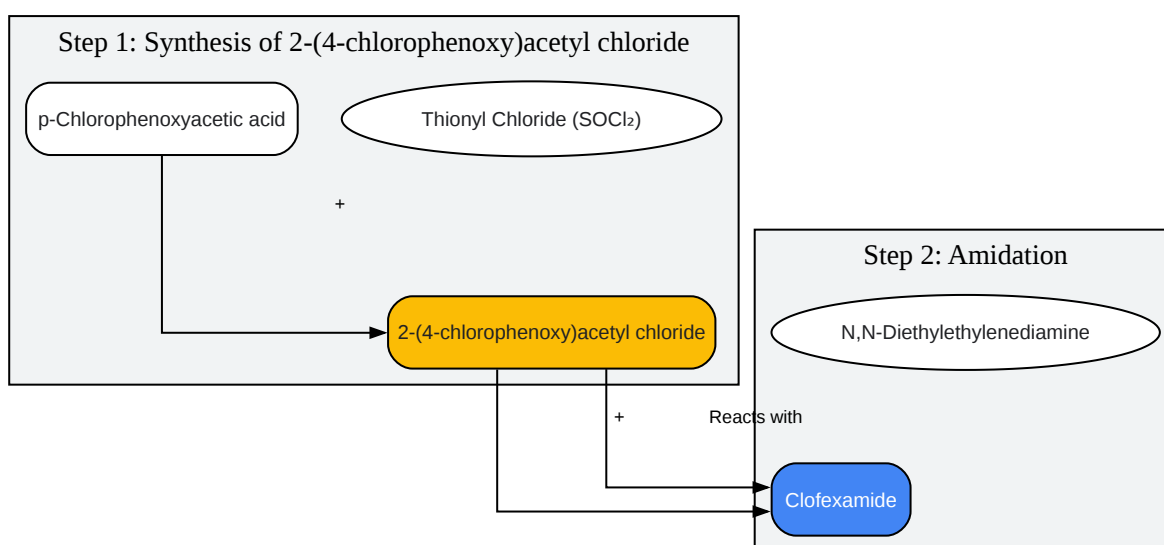 Step 1: Synthesis of 2-(4-chlorophenoxy)acetyl chloride
p-Chlorophenoxyacetic acid
Thionyl Chloride (SOCl₂)
+
2-(4-chlorophenoxy)acetyl chloride
Step 2: Amidation
N,N-Diethylethylenediamine
+
Reacts with
Clofexamide